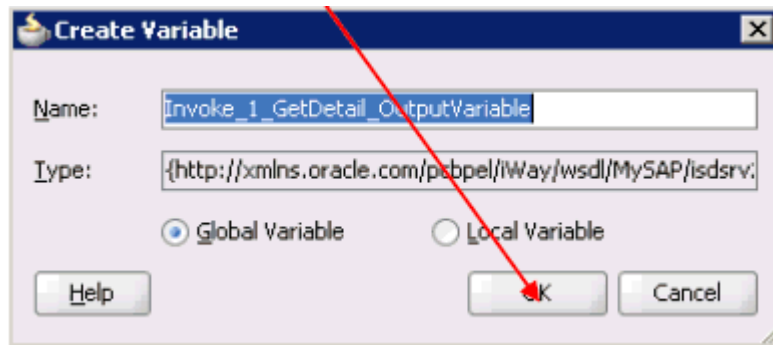 Create Variable
Name: Invoke_1_GetDetail_OutputVariable
Type: {http://xmlns.oracle.com/pcbpel/iWay/wsdl/MySAP/isdsrv2
Global Variable Local Variable
Help OK Cancel